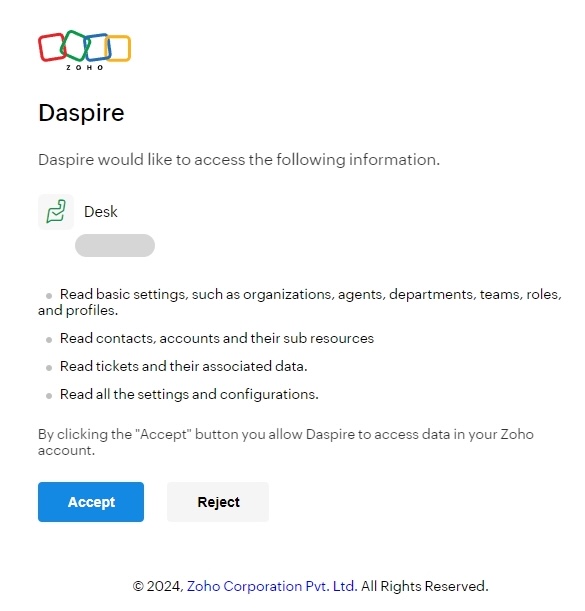 ZOHO
Daspire
Daspire would like to access the following information.
Desk
Read basic settings, such as organizations, agents, departments, teams, roles,
and profiles.
Read contacts, accounts and their sub resources
Read tickets and their associated data.
Read all the settings and configurations.
By clicking the "Accept" button you allow Daspire to access data in your Zoho
account.
Accept Reject
© 2024, Zoho Corporation Pvt. Ltd. All Rights Reserved.